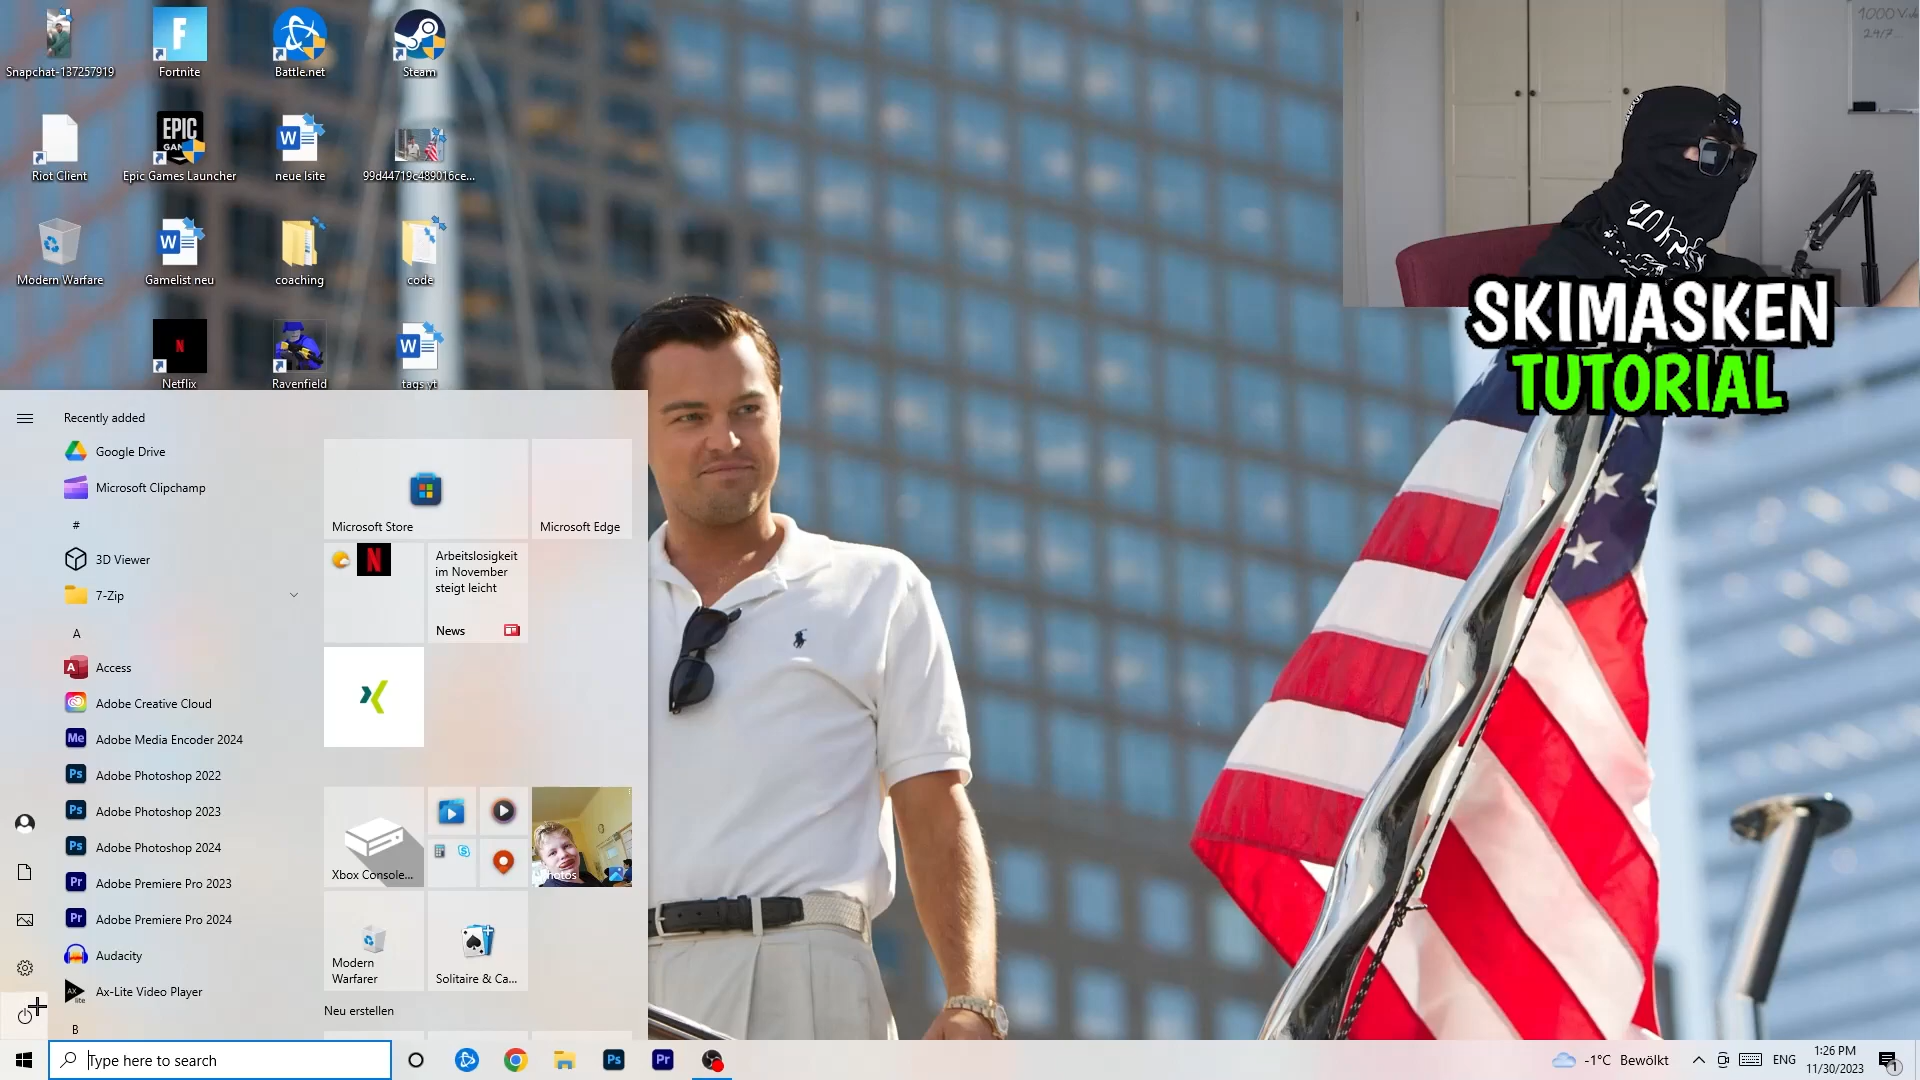 Snapchat-137257919
Fortnite
Battle.net
Steam
EPIC
Riot Client
Epic Games Launcher
neue lsite
99d44719c489016ce...
Modern Warfare
Gamelist neu
coaching
code
Netflix
Ravenfield
tags yt
1000
24/7...
SKIMASKEN
TUTORIAL
Recently added
Google Drive
Microsoft Clipchamp
#
3D Viewer
7-Zip
A
Access
Adobe Creative Cloud
Adobe Media Encoder 2024
Adobe Photoshop 2022
Adobe Photoshop 2023
Adobe Photoshop 2024
Adobe Premiere Pro 2023
Adobe Premiere Pro 2024
Audacity
Ax-Lite Video Player
B
Microsoft Store
Microsoft Edge
Arbeitslosigkeit
im November
steigt leicht
News
Xbox Console...
Photos
Modern
Warfarer
Solitaire & Ca...
Neu erstellen
Type here to search
-1°C Bewölkt
ENG
1:26 PM
11/30/2023
1